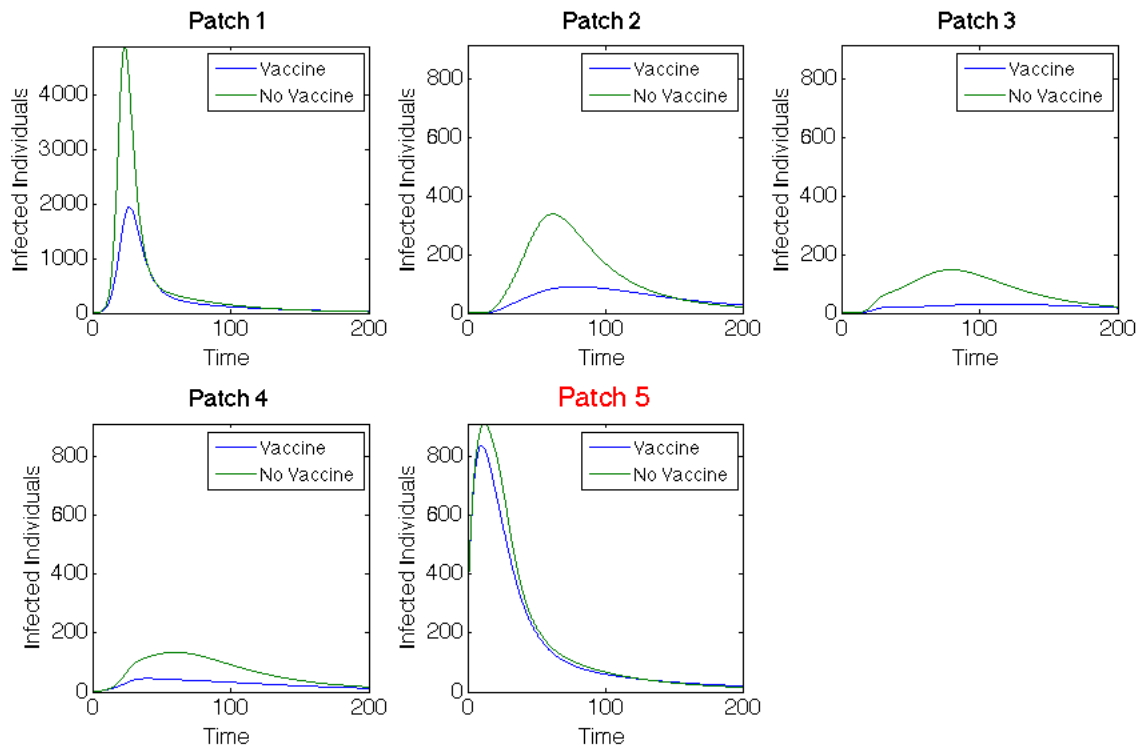 Patch 1
Infected Individuals
4000
3000
2000
1000
0
0
100
200
Time
Vaccine
No Vaccine
Patch 2
Infected Individuals
800
600
400
200
0
0
100
200
Time
Vaccine
No Vaccine
Patch 3
Infected Individuals
800
600
400
200
0
0
100
200
Time
Vaccine
No Vaccine
Patch 4
Infected Individuals
800
600
400
200
0
0
100
200
Time
Vaccine
No Vaccine
Patch 5
Infected Individuals
800
600
400
200
0
0
100
200
Time
Vaccine
No Vaccine